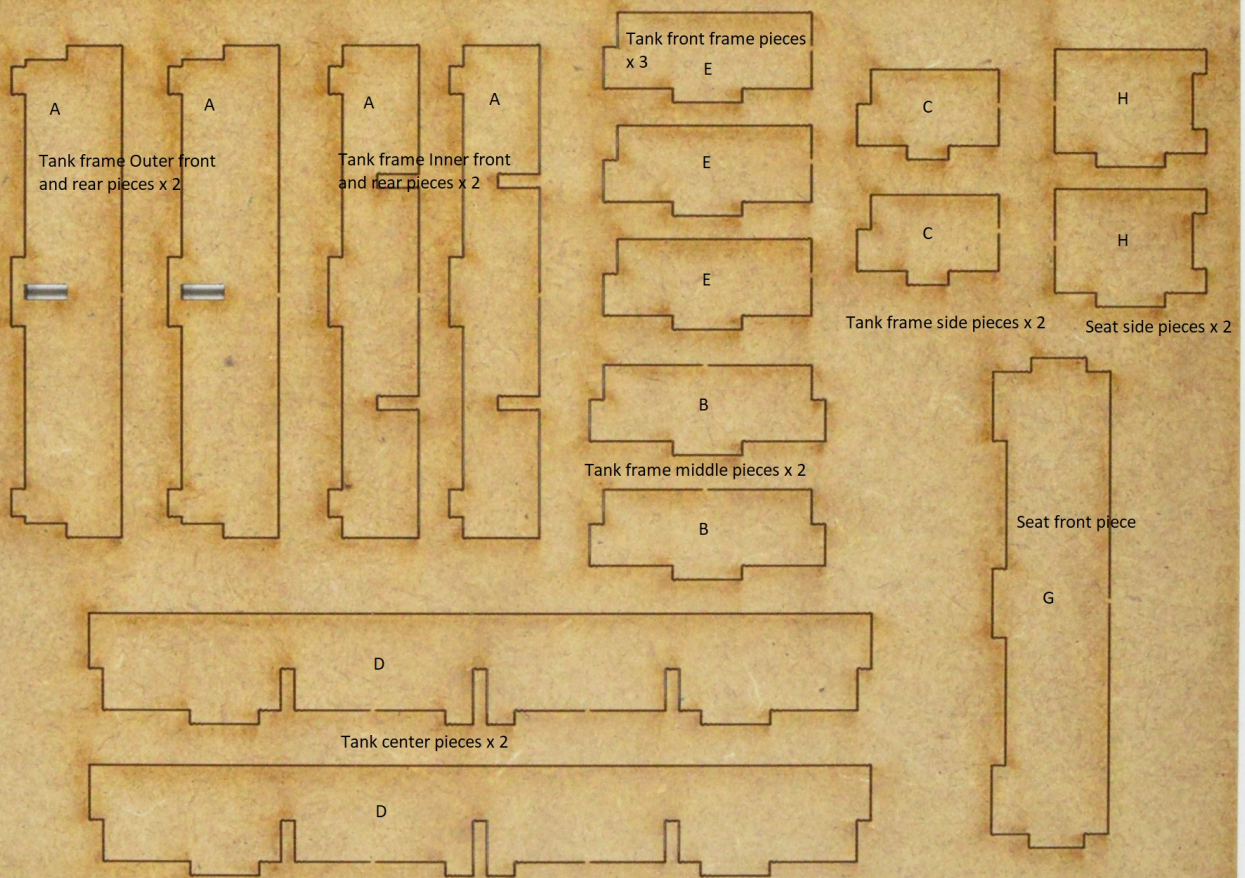 Tank front frame pieces
x 3
E
A
A
A
A
C
H
Tank frame Outer front
and rear pieces x 2
Tank frame Inner front
and rear pieces x 2
E
C
H
E
Tank frame side pieces x 2
Seat side pieces x 2
B
Tank frame middle pieces x 2
B
Seat front piece
G
D
Tank center pieces x 2
D